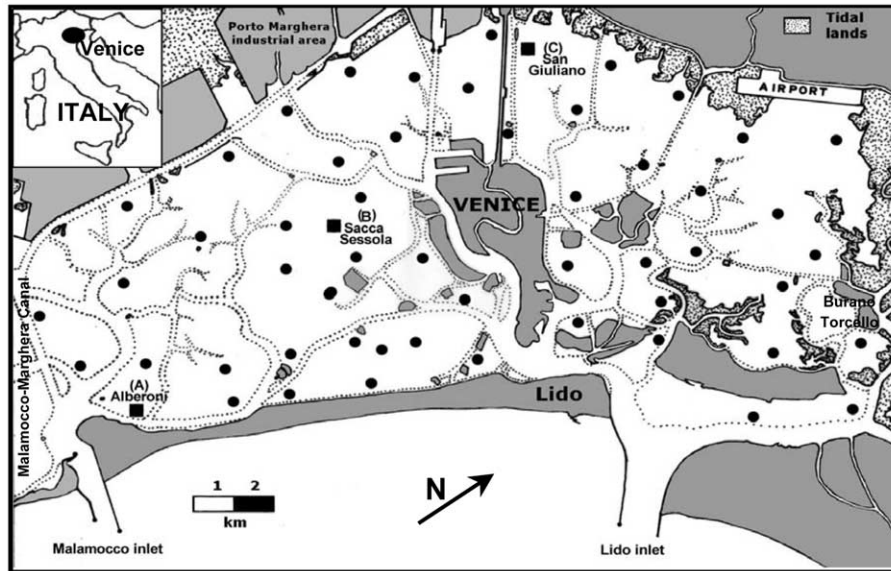 Venice
ITALY
Porto Marghera
industrial area
(C)
San
Giuliano
Tidal
lands
AIRPORT
VENICE
(B)
Sacca
Sessola
Burano
Torcello
Malamocco-Marghera Canal
(A)
Alberoni
Lido
1 2
km
N
Malamocco inlet
Lido inlet